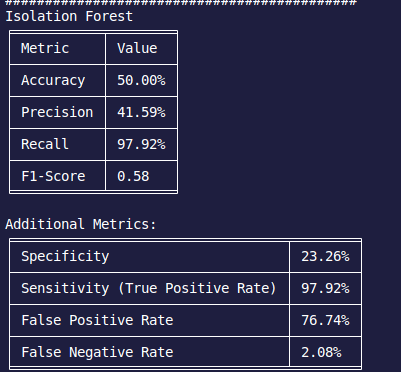 ############################################
Isolation Forest
Metric Value
Accuracy 50.00%
Precision 41.59%
Recall 97.92%
F1-Score 0.58
Additional Metrics:
Specificity 23.26%
Sensitivity (True Positive Rate) 97.92%
False Positive Rate 76.74%
False Negative Rate 2.08%